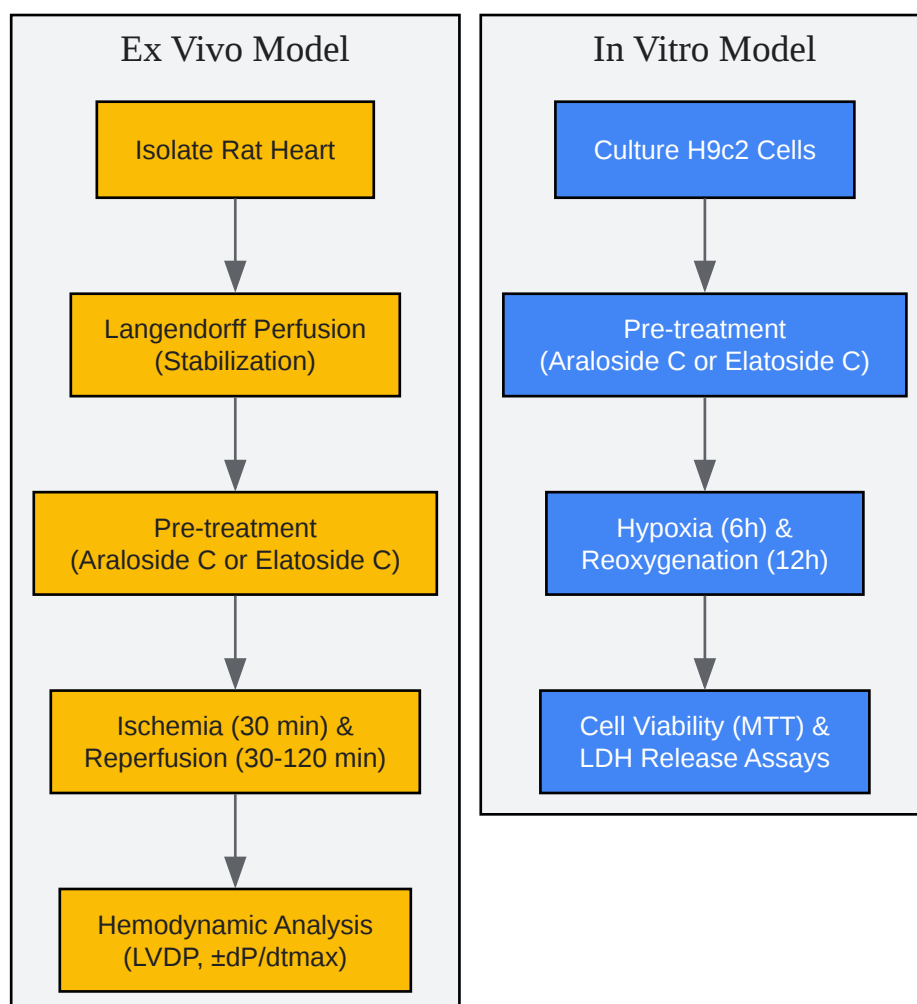 Ex Vivo Model
Isolate Rat Heart
Langendorff Perfusion
(Stabilization)
Pre-treatment
(Araloside C or Elatoside C)
Ischemia (30 min) &
Reperfusion (30-120 min)
Hemodynamic Analysis
(LVDP, ±dP/dtmax)
In Vitro Model
Culture H9c2 Cells
Pre-treatment
(Araloside C or Elatoside C)
Hypoxia (6h) &
Reoxygenation (12h)
Cell Viability (MTT) &
LDH Release Assays